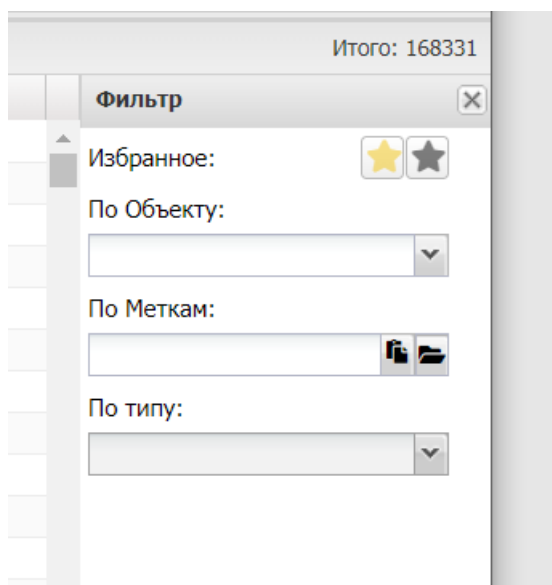 Итого: 168331
Фильтр
Избранное:
По Объекту:
По Меткам:
По типу: